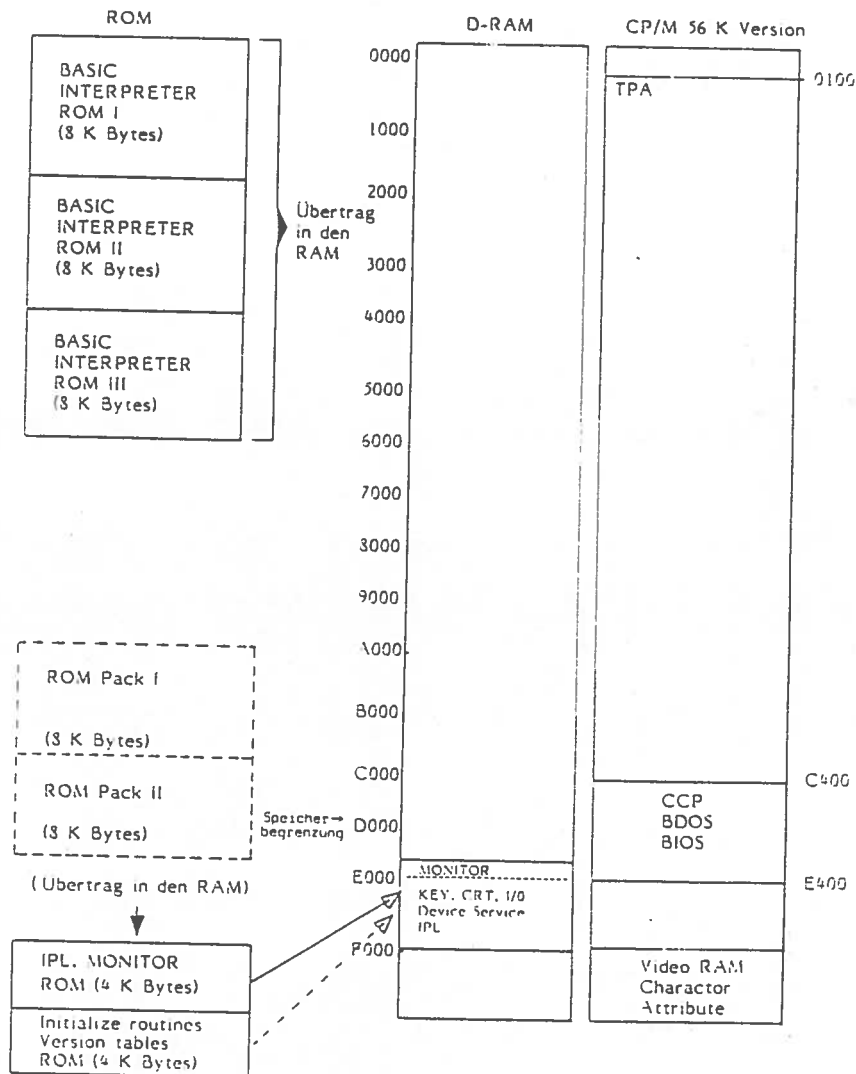 ROM
BASIC
INTERPRETER
ROM I
(8 K Bytes)
BASIC
INTERPRETER
ROM II
(8 K Bytes)
BASIC
INTERPRETER
ROM III
(8 K Bytes)
Übertrag
in den
RAM
ROM Pack I
(8 K Bytes)
ROM Pack II
(8 K Bytes)
(Übertrag in den RAM)
IPL. MONITOR
ROM (4 K Bytes)
Initialize routines
Version tables
ROM (4 K Bytes)
Speicher→
begrenzung
D-RAM
0000
1000
2000
3000
4000
5000
6000
7000
8000
9000
A000
B000
C000
D000
E000
F000
MONITOR
KEY. CRT. I/0
Device Service
IPL
CP/M 56 K Version
0100
TPA
C400
CCP
BDOS
BIOS
E400
Video RAM
Charactor
Attribute